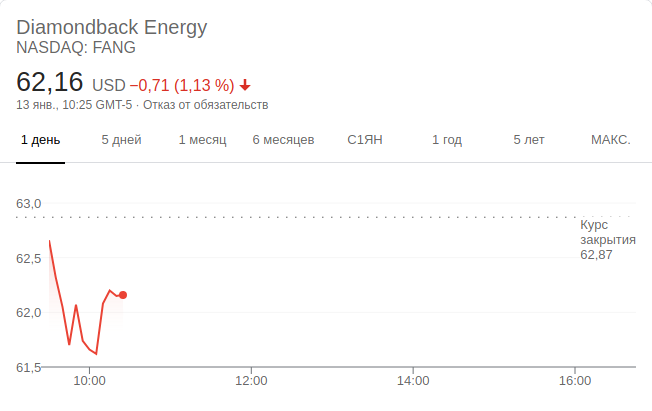 Diamondback Energy
NASDAQ: FANG
62,16 USD −0,71 (1,13 %)
13 янв., 10:25 GMT-5 · Отказ от обязательств
1 день 5 дней 1 месяц 6 месяцев С1ЯН 1 год 5 лет МАКС.
63,0
Курс
закрытия
62,87
62,5
62,0
61,5
10:00 12:00 14:00 16:00